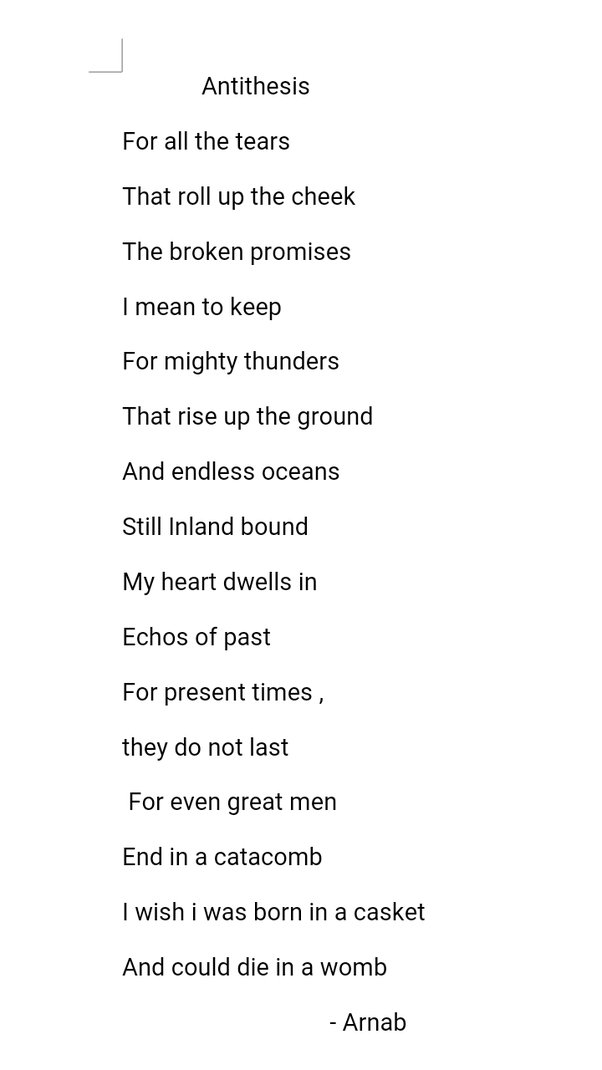 Antithesis
For all the tears
That roll up the cheek
The broken promises
I mean to keep
For mighty thunders
That rise up the ground
And endless oceans
Still Inland bound
My heart dwells in
Echos of past
For present times ,
they do not last
For even great men
End in a catacomb
I wish i was born in a casket
And could die in a womb
- Arnab